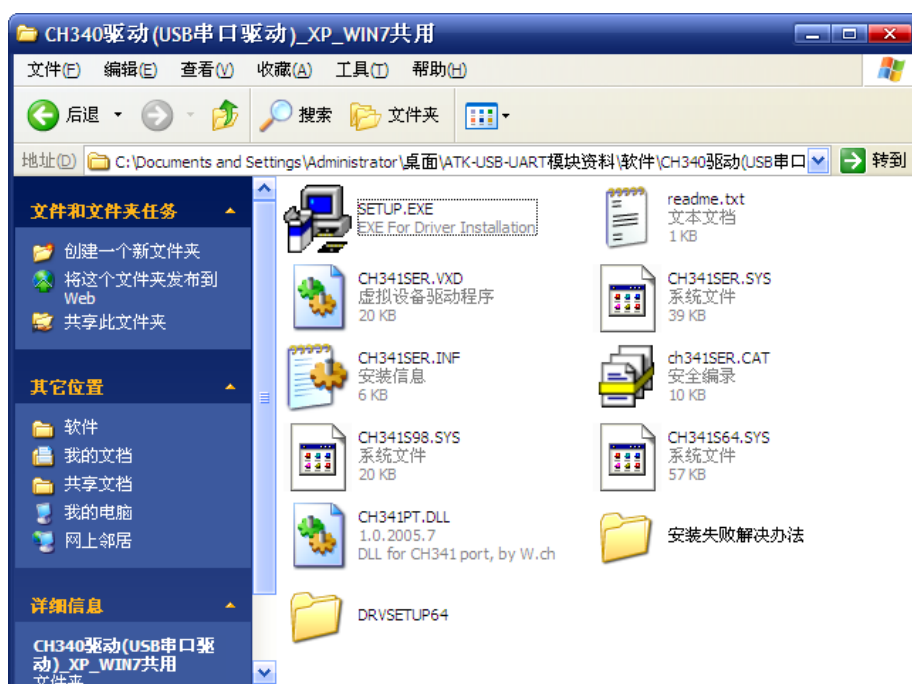 CH340驱动(USB串口驱动)_XP_WIN7共用
文件(F) 编辑(E) 查看(V) 收藏(A) 工具(T) 帮助(H)
后退 搜索 文件夹
地址(D) C:\Documents and Settings\Administrator\桌面\ATK-USB-UART模块资料\软件\CH340驱动(USB串口 转到
文件和文件夹任务
创建一个新文件夹
将这个文件夹发布到
Web
共享此文件夹
其它位置
软件
我的文档
共享文档
我的电脑
网上邻居
详细信息
CH340驱动(USB串口驱
动)_XP_WIN7共用
文件夹
SETUP.EXE
EXE For Driver Installation
readme.txt
文本文档
1 KB
CH341SER.VXD
虚拟设备驱动程序
20 KB
CH341SER.SYS
系统文件
39 KB
CH341SER.INF
安装信息
6 KB
ch341SER.CAT
安全编录
10 KB
CH341S98.SYS
系统文件
20 KB
CH341S64.SYS
系统文件
57 KB
CH341PT.DLL
1.0.2005.7
DLL for CH341 port, by W.ch
安装失败解决办法
DRVSETUP64